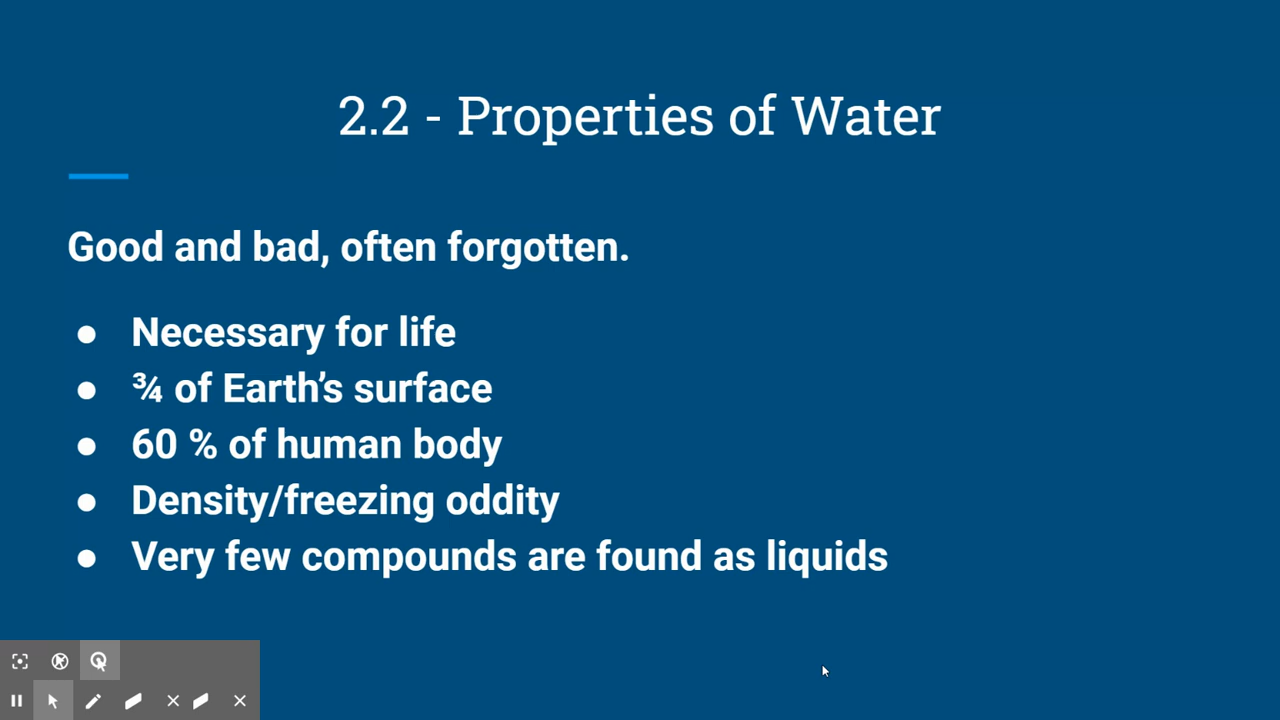 2.2 - Properties of Water
Good and bad, often forgotten.
● Necessary for life
● ¾ of Earth’s surface
● 60 % of human body
● Density/freezing oddity
● Very few compounds are found as liquids